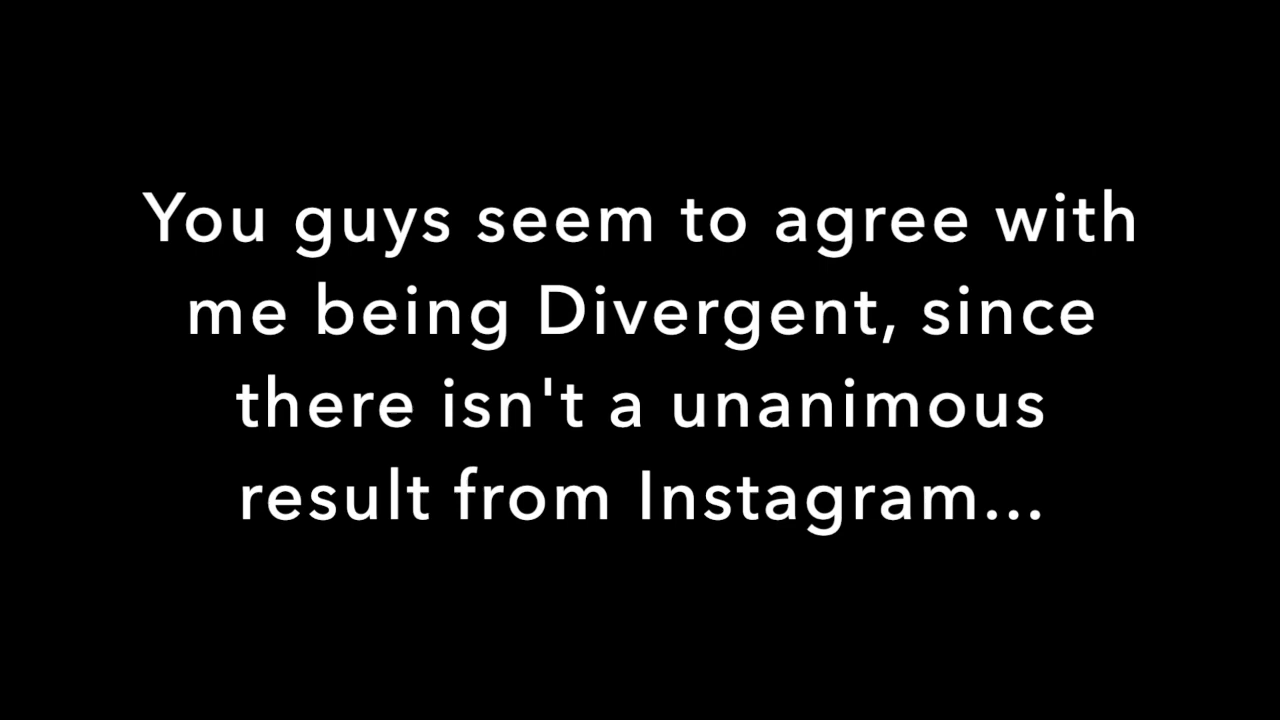 You guys seem to agree with
me being Divergent, since
there isn't a unanimous
result from Instagram...